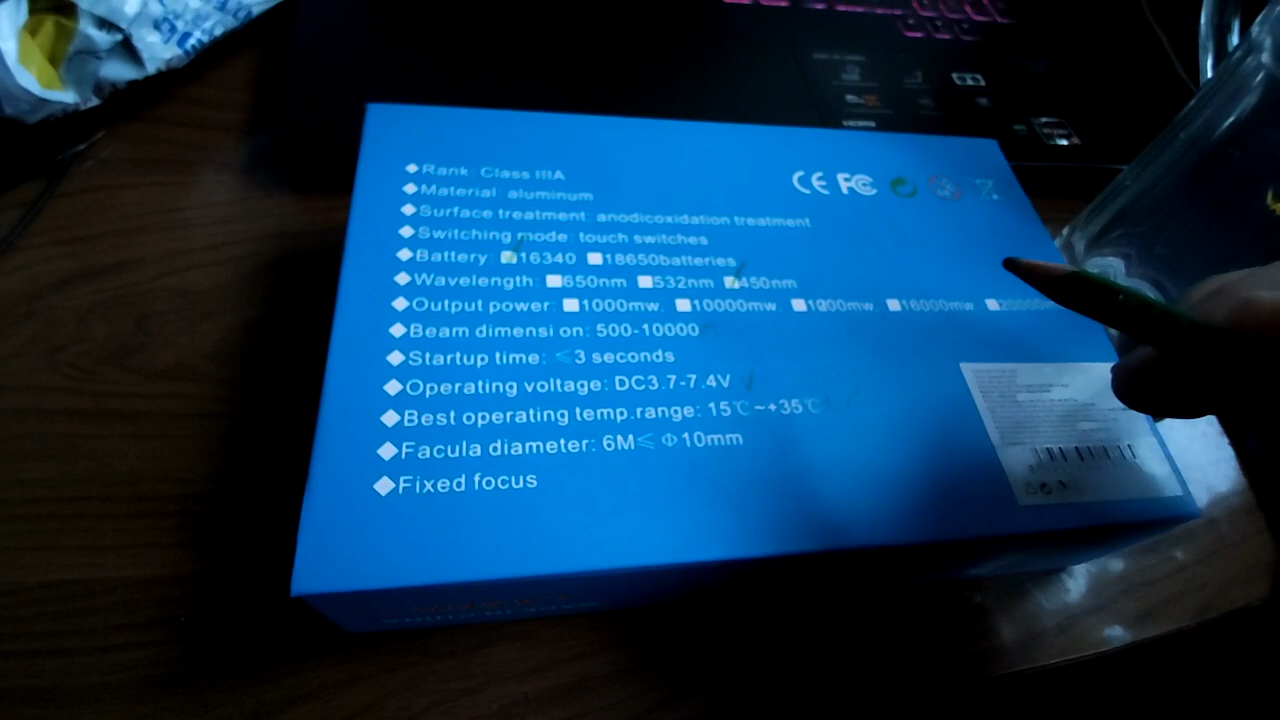 ◆Rank: Class IIIA
CE FC
◆Material: aluminum
◆Surface treatment: anodicoxidation treatment
◆Switching mode: touch switches
◆Battery: 16340 18650batteries
◆Wavelength: 650nm 532nm 450nm
◆Output power: 1000mw. 10000mw. 16000mw.
◆Beam dimensi on: 500-10000
◆Startup time: ≤3 seconds
◆Operating voltage: DC3.7-7.4V
◆Best operating temp.range: 15℃~+35℃
◆Facula diameter: 6M≤ Φ10mm
◆Fixed focus